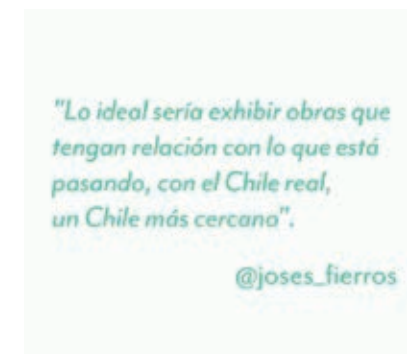 "Lo ideal sería exhibir obras que
tengan relación con lo que está
pasando, con el Chile real,
un Chile más cercano".
@joses_fierros